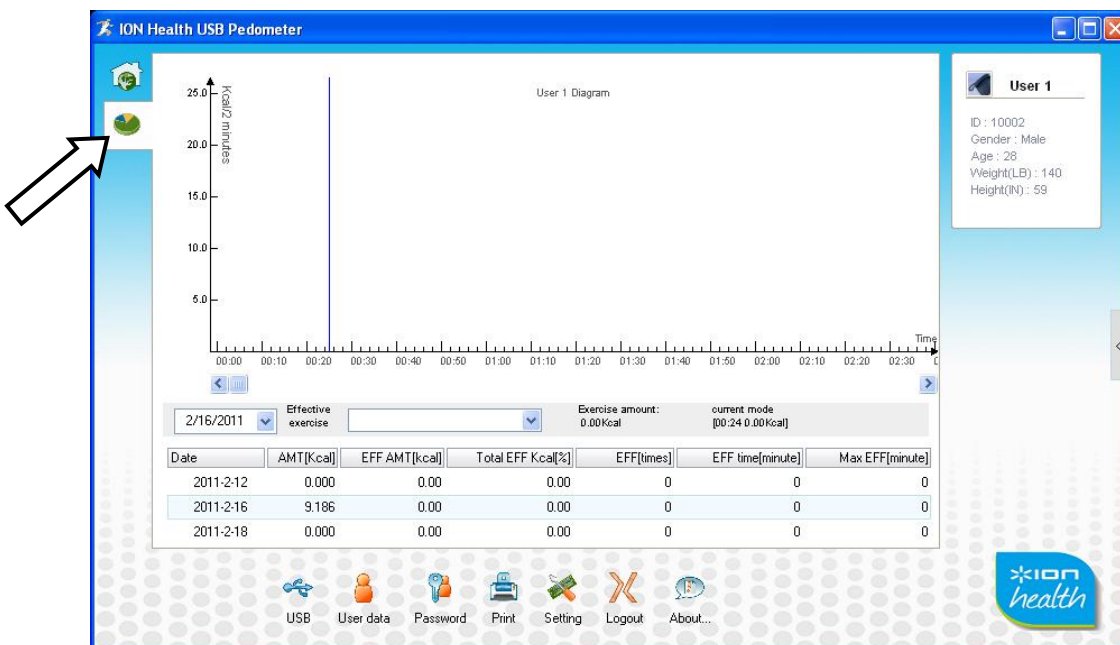 ION Health USB Pedometer
25.0
20.0
15.0
10.0
5.0
Kcal/2 minutes
User 1 Diagram
Time
00:00 00:10 00:20 00:30 00:40 00:50 01:00 01:10 01:20 01:30 01:40 01:50 02:00 02:10 02:20 02:30
2/16/2011
Effective
exercise
Exercise amount:
0.00Kcal
current mode
[00:24 0.00Kcal]
Date AMT[Kcal] EFF AMT[kcal] Total EFF Kcal[%] EFF[times] EFF time[minute] Max EFF[minute]
2011-2-12 0.000 0.00 0.00 0 0 0
2011-2-16 9.186 0.00 0.00 0 0 0
2011-2-18 0.000 0.00 0.00 0 0 0
USB User data Password Print Setting Logout About...
User 1
ID : 10002
Gender : Male
Age : 28
Weight(LB) : 140
Height(IN) : 59
ion
health